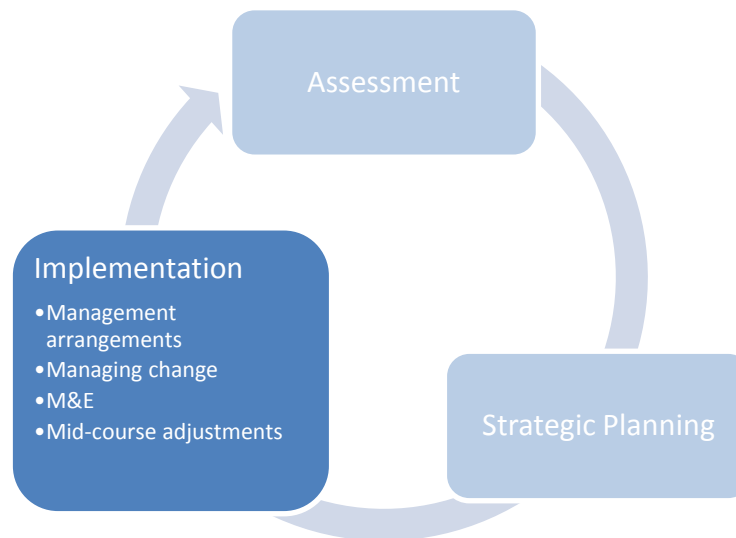 Assessment
Implementation
•Management
arrangements
•Managing change
•M&E
•Mid-course adjustments
Strategic Planning